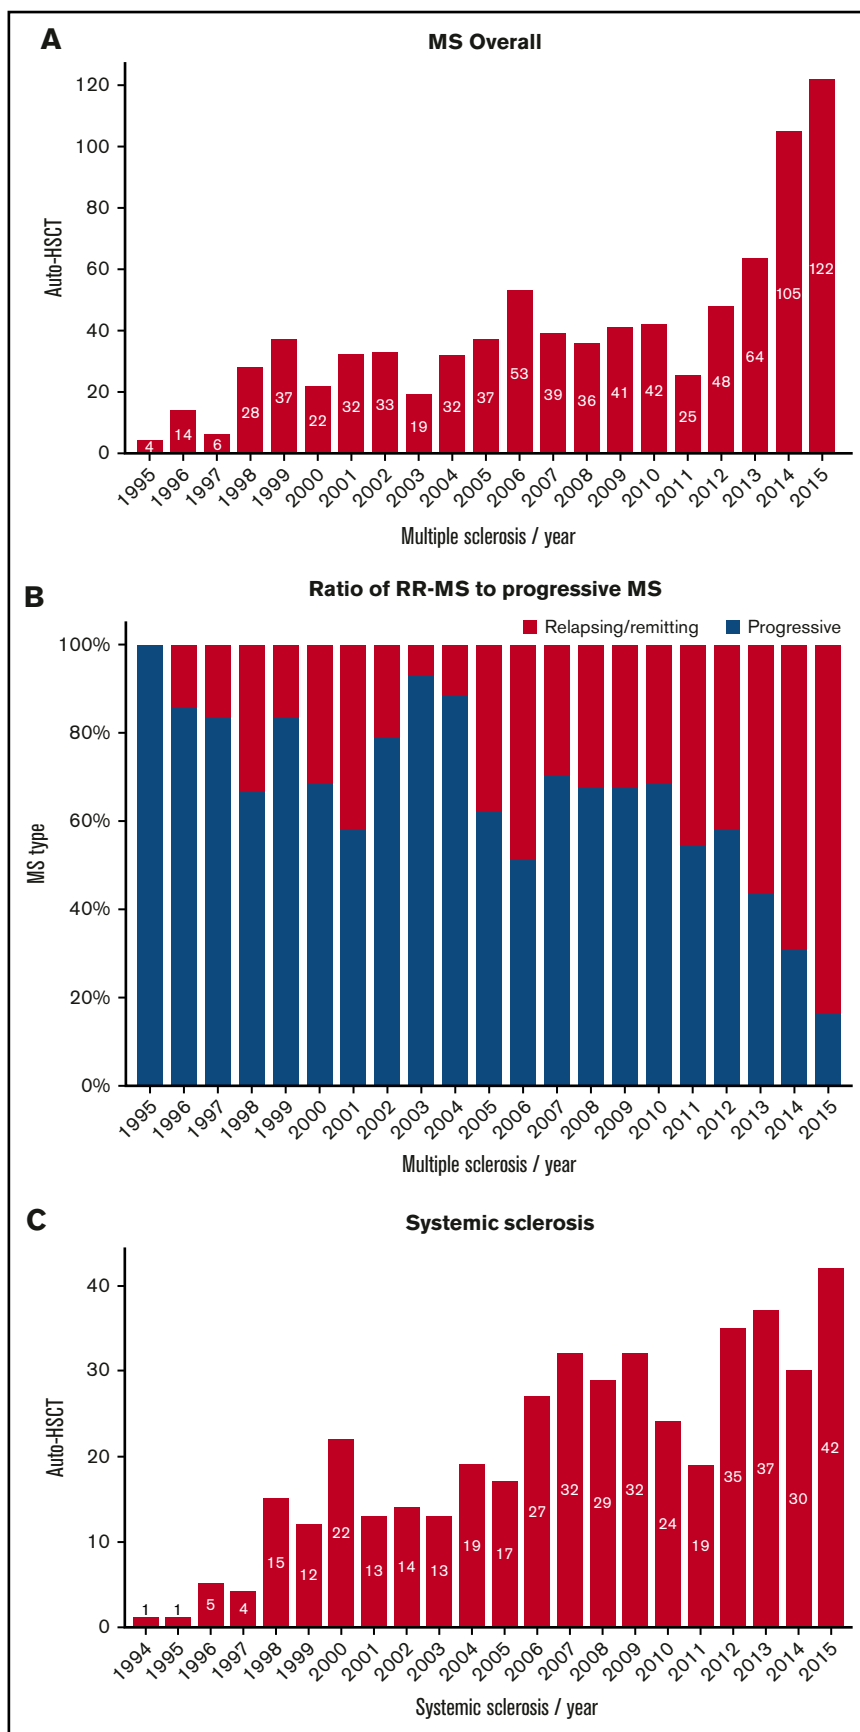 A
MS Overall
Auto-HSCT
120
100
80
60
40
20
0
4 14 6 28 37 22 32 33 19 32 37 53 39 36 41 42 25 48 64 105 122
1995 1996 1997 1998 1999 2000 2001 2002 2003 2004 2005 2006 2007 2008 2009 2010 2011 2012 2013 2014 2015
Multiple sclerosis / year
B
Ratio of RR-MS to progressive MS
Relapsing/remitting Progressive
MS type
100%
80%
60%
40%
20%
0%
1995 1996 1997 1998 1999 2000 2001 2002 2003 2004 2005 2006 2007 2008 2009 2010 2011 2012 2013 2014 2015
Multiple sclerosis / year
C
Systemic sclerosis
Auto-HSCT
40
30
20
10
0
1 1 5 4 15 12 22 13 14 13 19 17 27 32 29 32 24 19 35 37 30 42
1994 1995 1996 1997 1998 1999 2000 2001 2002 2003 2004 2005 2006 2007 2008 2009 2010 2011 2012 2013 2014 2015
Systemic sclerosis / year